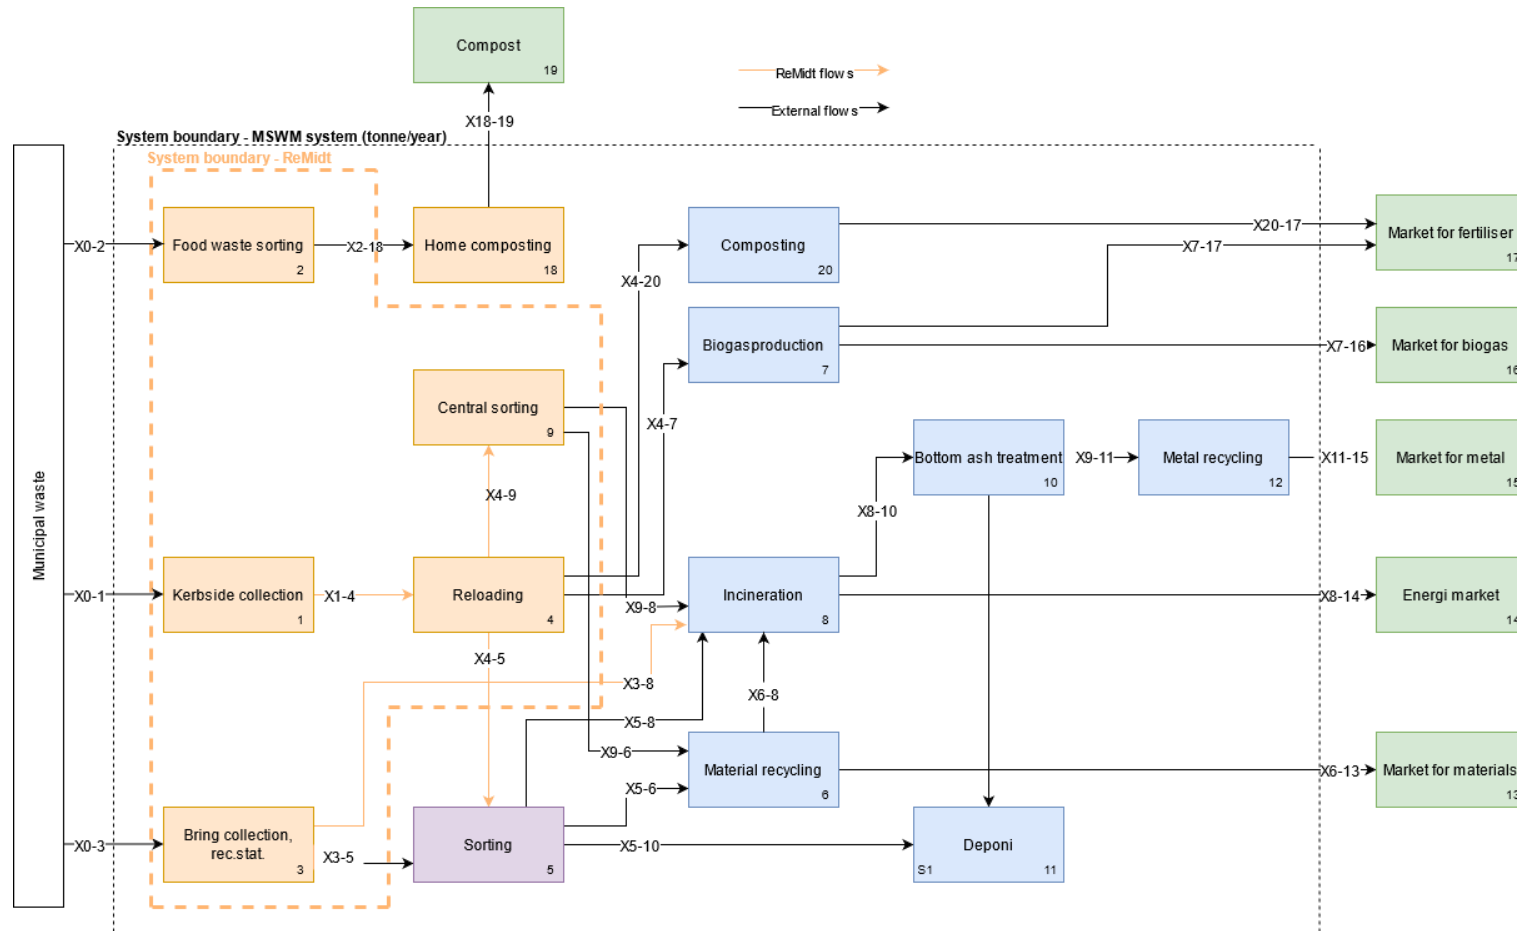 Compost
19
ReMidt flows
External flows
X18-19
System boundary - MSWM system (tonne/year)
System boundary - ReMidt
Municipal waste
X0-2
Food waste sorting
2
X2-18
Home composting
18
X4-20
Composting
20
X20-17
X7-17
Market for fertiliser
17
Biogasproduction
7
X7-16
Market for biogas
16
Central sorting
9
X4-7
X4-9
Bottom ash treatment
10
X9-11
Metal recycling
12
X11-15
Market for metal
15
X8-10
X0-1
Kerbside collection
1
X1-4
Reloading
4
X9-8
Incineration
8
X8-14
Energi market
14
X4-5
X3-8
X6-8
X5-8
X9-6
Material recycling
6
X6-13
Market for materials
13
X5-6
X0-3
Bring collection,
rec.stat.
3
X3-5
Sorting
5
X5-10
Deponi
S1
11